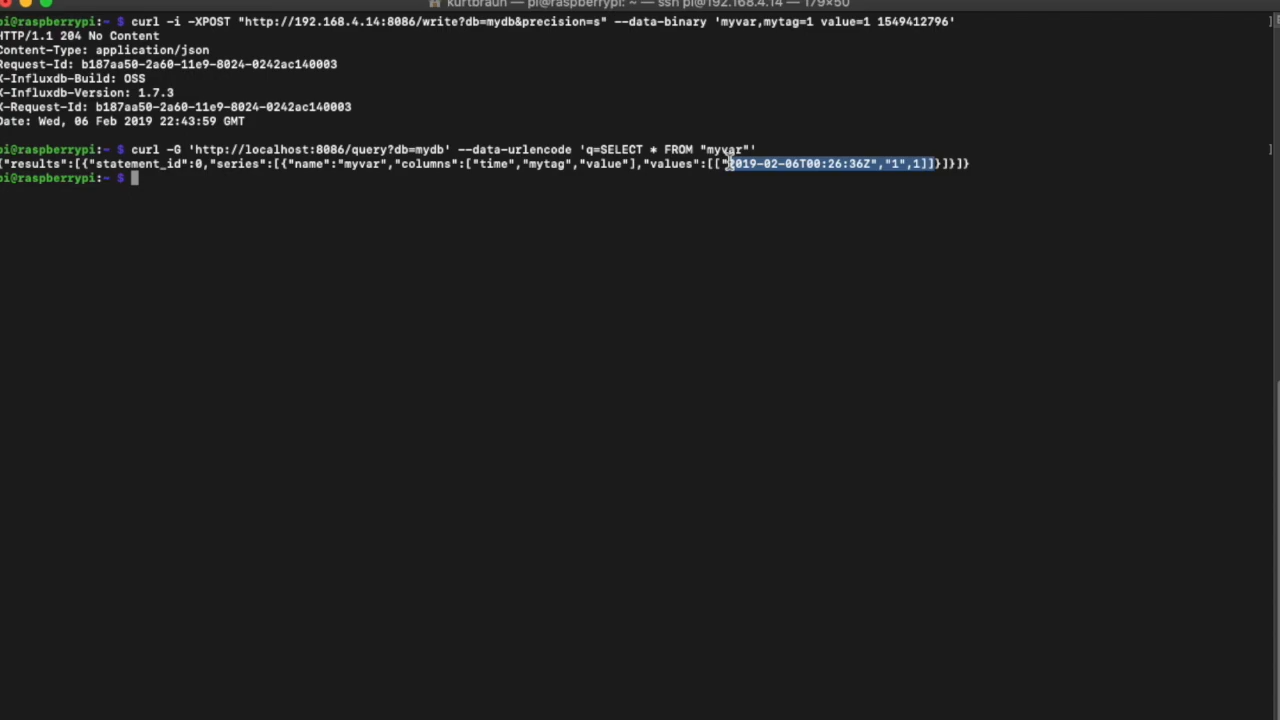 kurtbraun — pi@raspberrypi: ~ — ssh pi@192.168.4.14 — 179×50
pi@raspberrypi:~ $ curl -i -XPOST "http://192.168.4.14:8086/write?db=mydb&precision=s" --data-binary 'myvar,mytag=1 value=1 1549412796'
HTTP/1.1 204 No Content
Content-Type: application/json
Request-Id: b187aa50-2a60-11e9-8024-0242ac140003
X-Influxdb-Build: OSS
X-Influxdb-Version: 1.7.3
X-Request-Id: b187aa50-2a60-11e9-8024-0242ac140003
Date: Wed, 06 Feb 2019 22:43:59 GMT
pi@raspberrypi:~ $ curl -G 'http://localhost:8086/query?db=mydb' --data-urlencode 'q=SELECT * FROM "myvar"'
{"results":[{"statement_id":0,"series":[{"name":"myvar","columns":["time","mytag","value"],"values":[["2019-02-06T00:26:36Z","1",1]]}]}]}
pi@raspberrypi:~ $